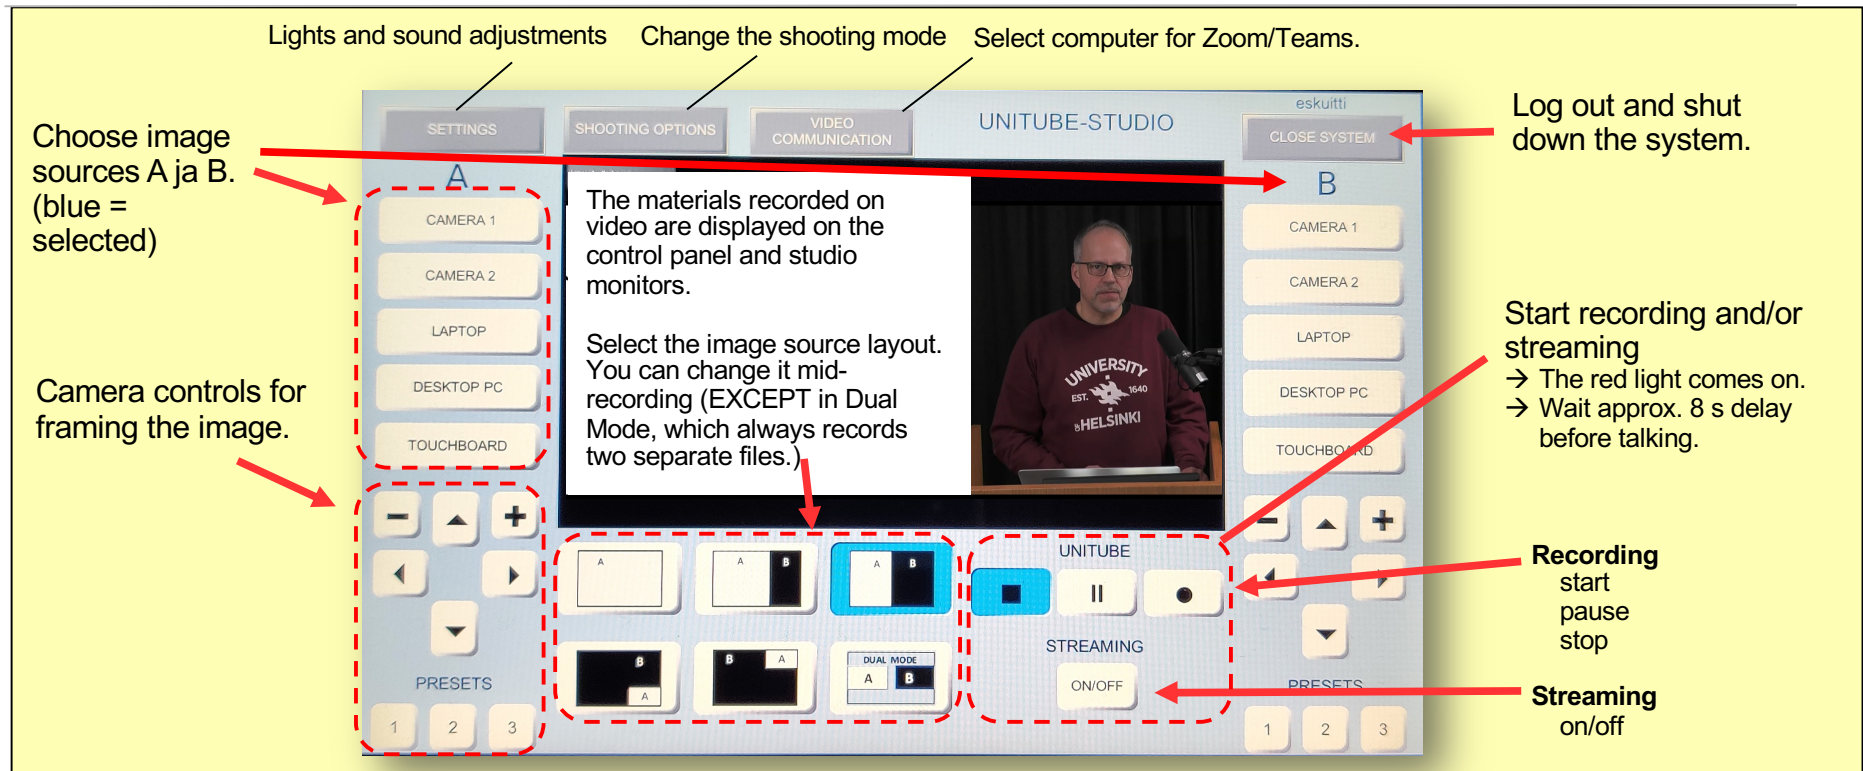 Lights and sound adjustments
Change the shooting mode
Select computer for Zoom/Teams.
Choose image
sources A ja B.
(blue =
selected)
Camera controls for
framing the image.
SETTINGS
SHOOTING OPTIONS
VIDEO
COMMUNICATION
UNITUBE-STUDIO
eskuitti
CLOSE SYSTEM
A
CAMERA 1
CAMERA 2
LAPTOP
DESKTOP PC
TOUCHBOARD
PRESETS
1 2 3
The materials recorded on
video are displayed on the
control panel and studio
monitors.
Select the image source layout.
You can change it mid-
recording (EXCEPT in Dual
Mode, which always records
two separate files.)
UNIVERSITY
EST. 1640
OF HELSINKI
A
A B
A B
B A
B A
DUAL MODE
A B
UNITUBE
STREAMING
ON/OFF
B
CAMERA 1
CAMERA 2
LAPTOP
DESKTOP PC
TOUCHBOARD
PRESETS
1 2 3
Log out and shut
down the system.
Start recording and/or
streaming
→ The red light comes on.
→ Wait approx. 8 s delay
before talking.
Recording
start
pause
stop
Streaming
on/off